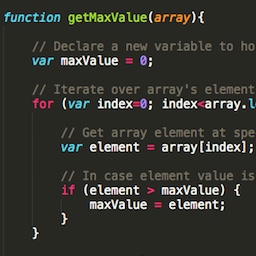 function getMaxValue(array){
// Declare a new variable to ho
var maxValue = 0;
// Iterate over array's element
for (var index=0; index<array.l
// Get array element at spe
var element = array[index];
// In case element value is
if (element > maxValue) {
maxValue = element;
}
}